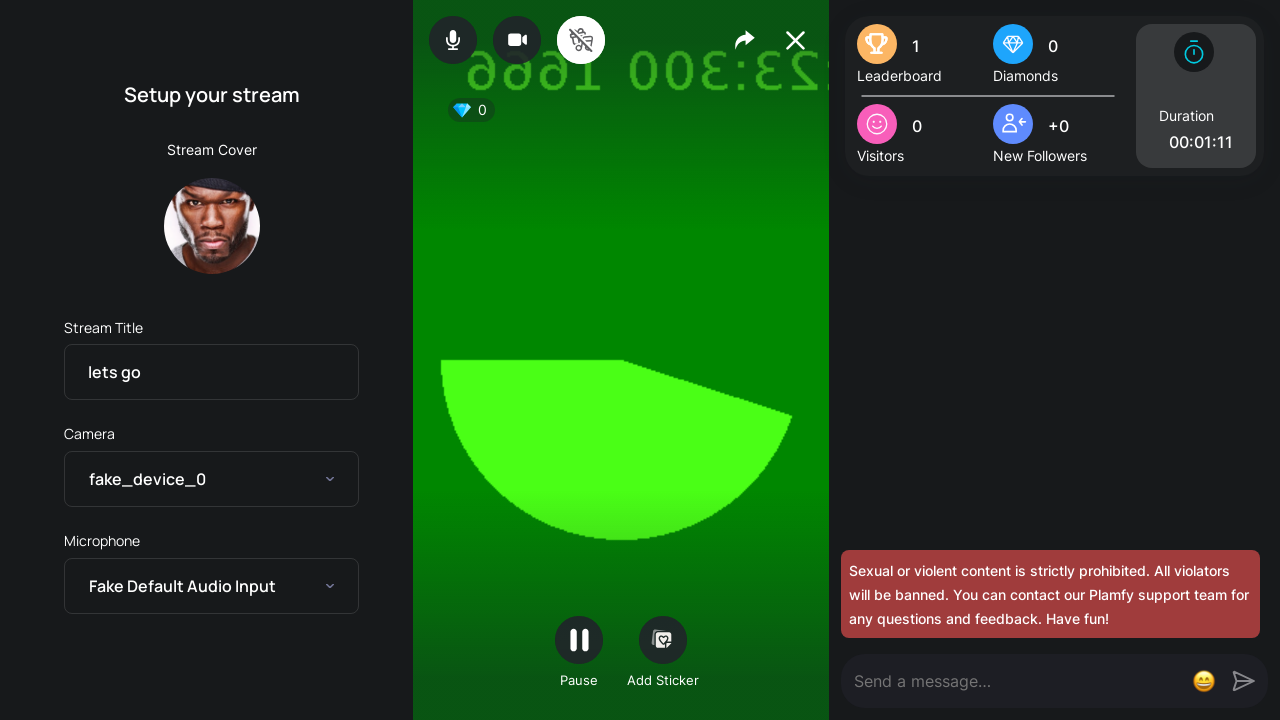 Setup your stream
Stream Cover
Stream Title
lets go
Camera
fake_device_0
Microphone
Fake Default Audio Input
:23:300 1666
0
Pause
Add Sticker
1
Leaderboard
0
Diamonds
0
Visitors
+0
New Followers
Duration
00:01:11
Sexual or violent content is strictly prohibited. All violators
will be banned. You can contact our Plamfy support team for
any questions and feedback. Have fun!
Send a message...